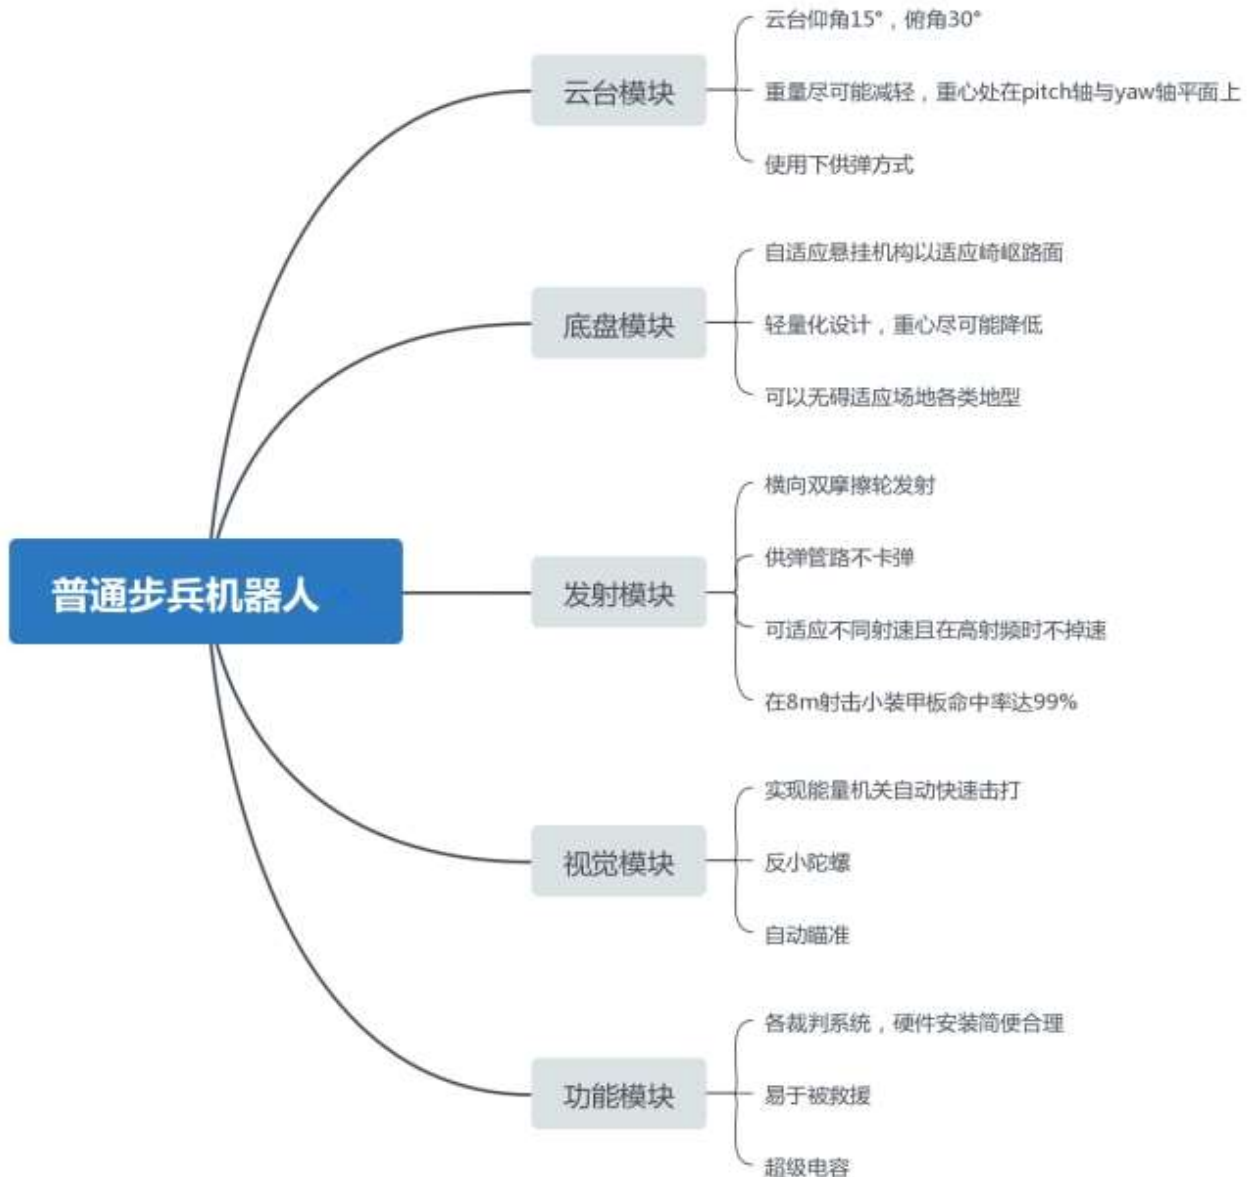 云台仰角15°，俯角30°
云台模块
重量尽可能减轻，重心处在pitch轴与yaw轴平面上
使用下供弹方式
自适应悬挂机构以适应崎岖路面
底盘模块
轻量化设计，重心尽可能降低
可以无碍适应场地各类地型
横向双摩擦轮发射
供弹管路不卡弹
普通步兵机器人
发射模块
可适应不同射速且在高射频时不掉速
在8m射击小装甲板命中率达99%
实现能量机关自动快速击打
视觉模块
反小陀螺
自动瞄准
各裁判系统，硬件安装简便合理
功能模块
易于被救援
超级电容